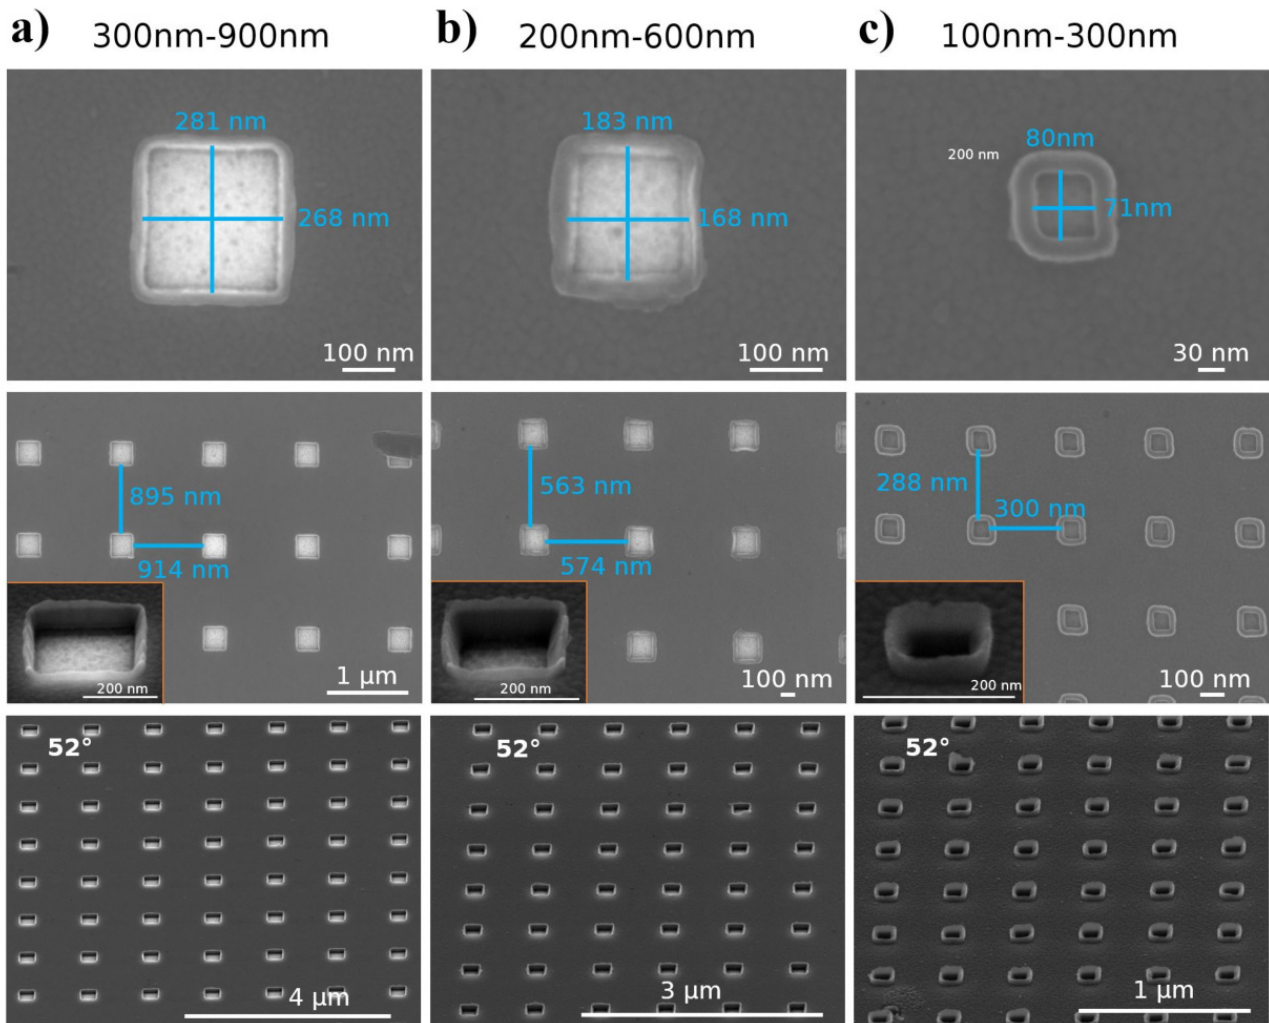 a) 300nm-900nm
b) 200nm-600nm
c) 100nm-300nm
281 nm
268 nm
100 nm
183 nm
168 nm
100 nm
80nm
200 nm
71nm
30 nm
895 nm
914 nm
200 nm
1 μm
563 nm
574 nm
200 nm
100 nm
288 nm
300 nm
200 nm
100 nm
52°
4 μm
52°
3 μm
52°
1 μm